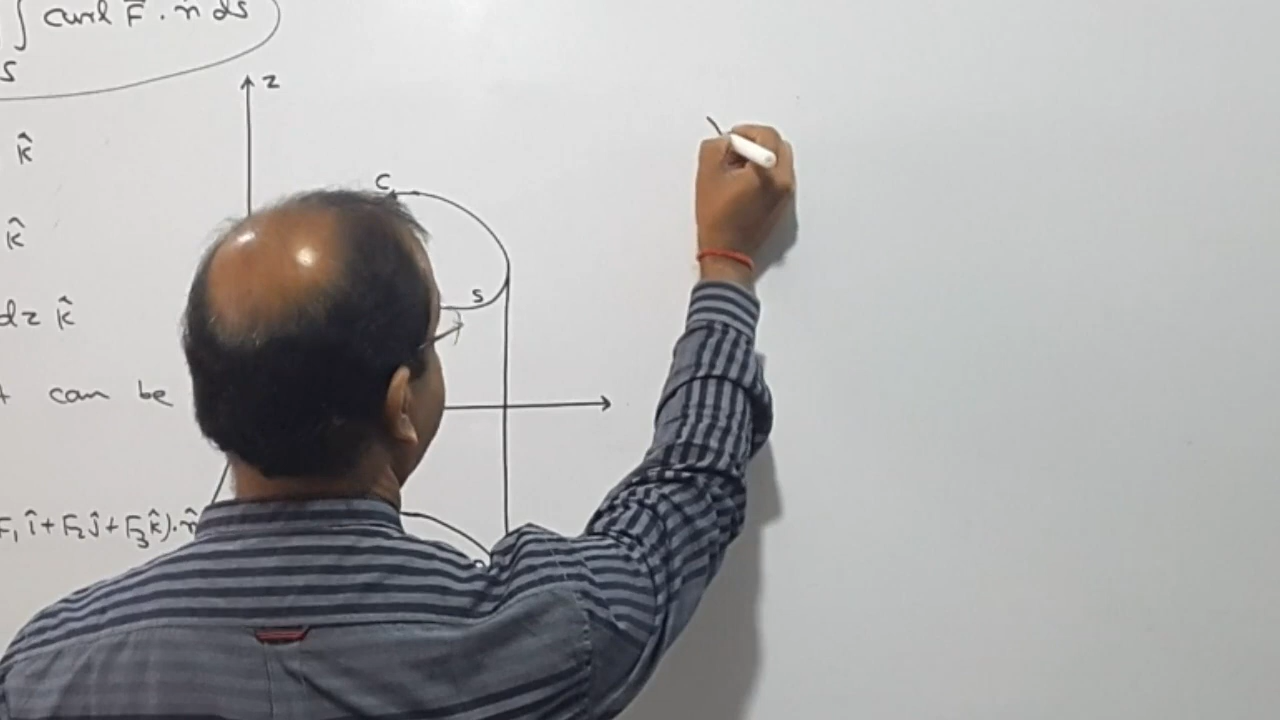 ∫ curl F̄ . n̂ ds
S
z
k̂
C
k̂
S
dz k̂
can be
F₁ î + F₂ ĵ + F₃ k̂) . n̂